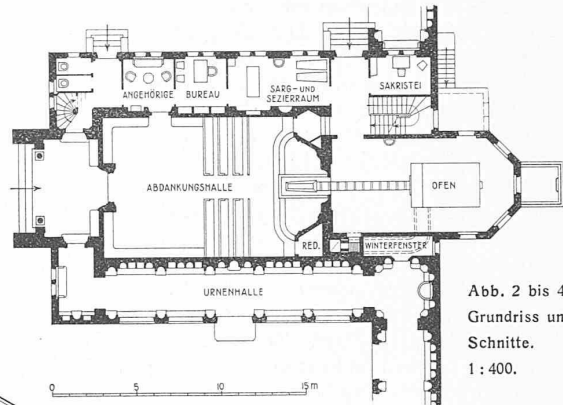 ANGEHÖRIGE
BUREAU
SARG- UND
SEZIERRAUM
SAKRISTEI
ABDANKUNGSHALLE
OFEN
RED.
WINTERFENSTER
URNENHALLE
Abb. 2 bis 4
Grundriss un
Schnitte.
1 : 400.
0 5 10 15 m